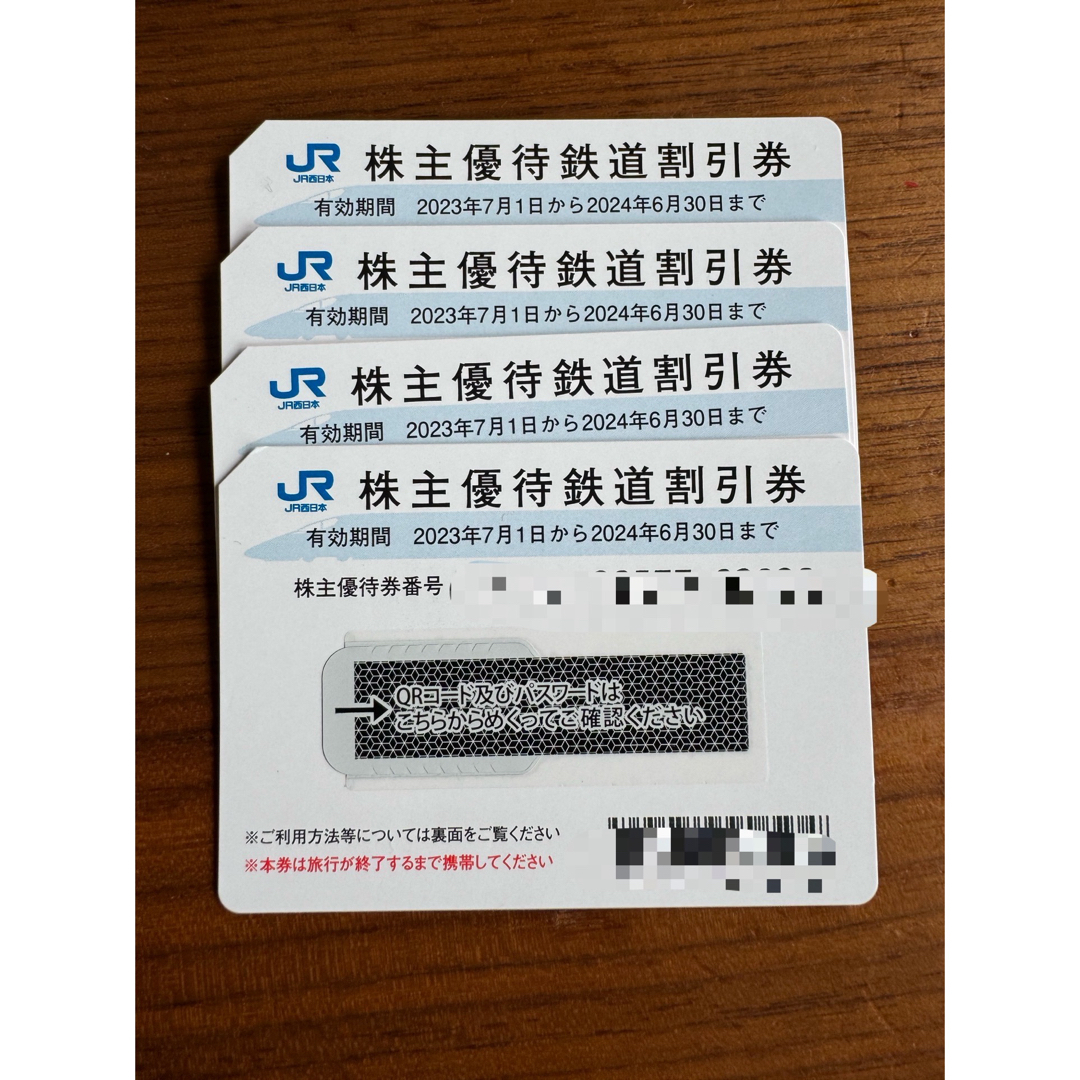 JR 株主優待鉄道割引券
JR西日本
有効期間 2023年7月1日から2024年6月30日まで
JR 株主優待鉄道割引券
JR西日本
有効期間 2023年7月1日から2024年6月30日まで
JR 株主優待鉄道割引券
JR西日本
有効期間 2023年7月1日から2024年6月30日まで
JR 株主優待鉄道割引券
JR西日本
有効期間 2023年7月1日から2024年6月30日まで
株主優待券番号
QRコード及びパスワードは
こちらからめくってご確認ください
※ご利用方法等については裏面をご覧ください
※本券は旅行が終了するまで携帯してください